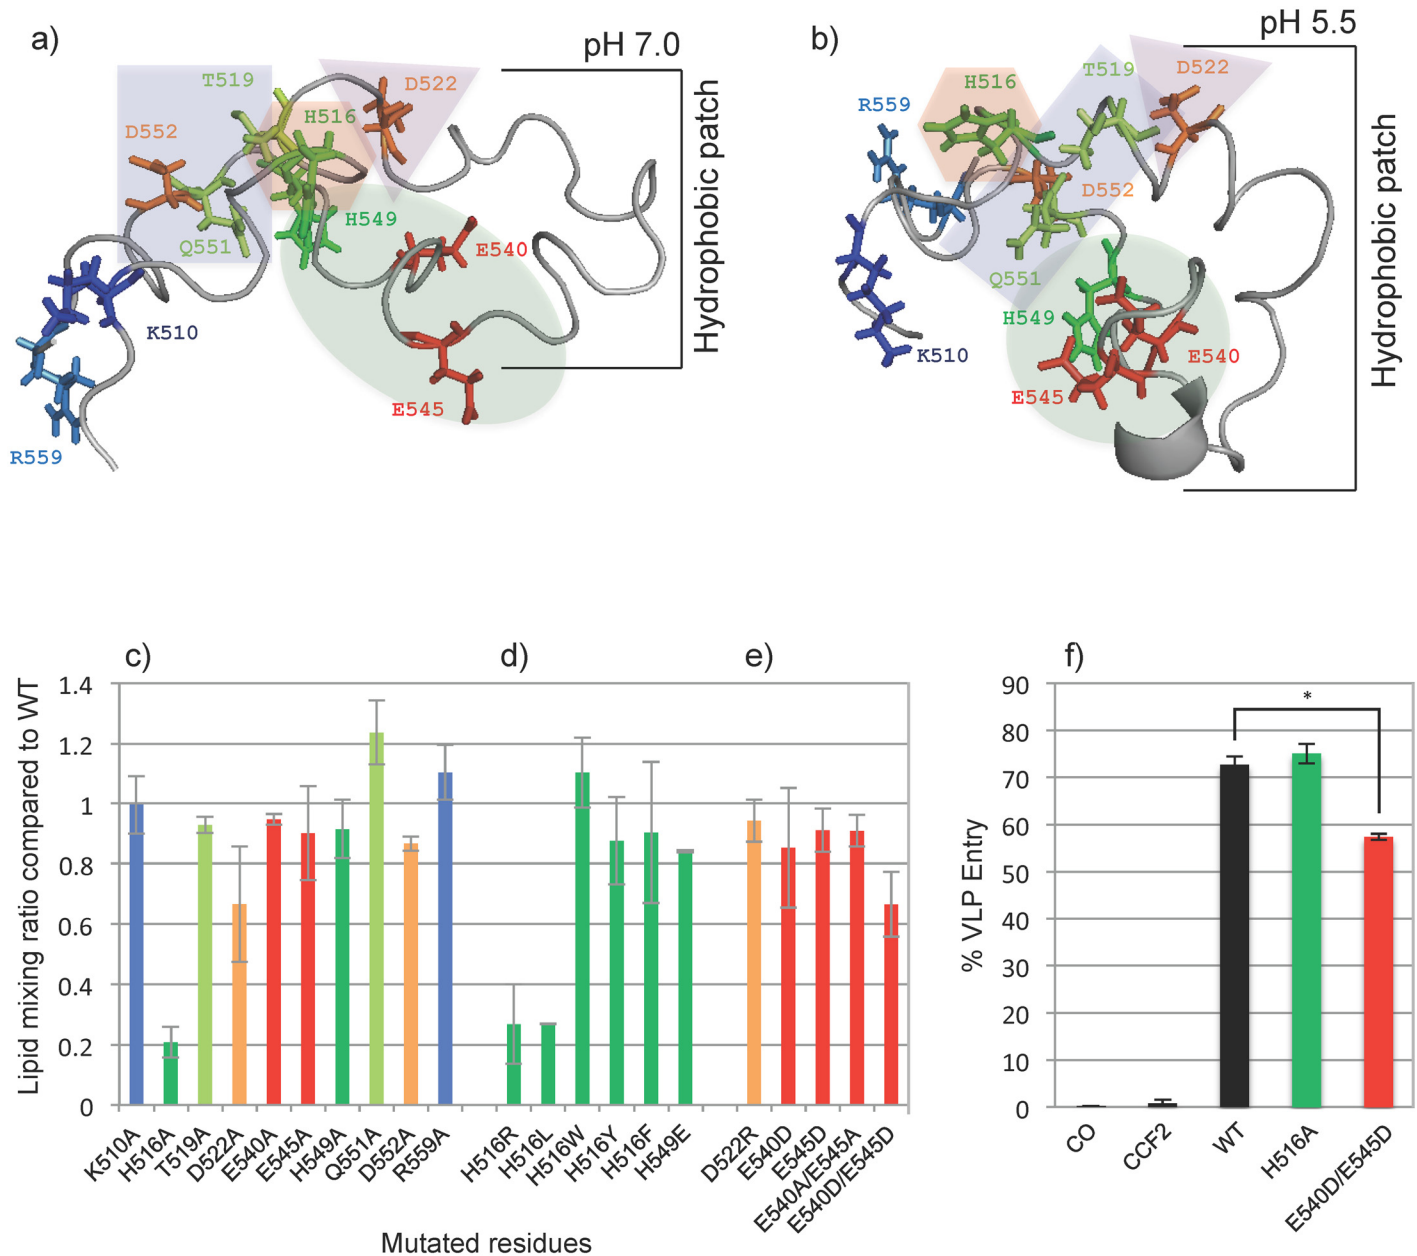 a)
pH 7.0
T519
D522
D552
H516
H549
Q551
E540
K510
E545
R559
Hydrophobic patch
b)
pH 5.5
T519
D522
H516
R559
D552
Q551
H549
K510
E540
E545
Hydrophobic patch
c)
d)
e)
Lipid mixing ratio compared to WT
1.4
1.2
1
0.8
0.6
0.4
0.2
0
K510A
H516A
T519A
D522A
E540A
E545A
H549A
Q551A
D552A
R559A
H516R
H516L
H516W
H516Y
H516F
H549E
D522R
E540D
E545D
E540A/E545A
E540D/E545D
Mutated residues
f)
% VLP Entry
90
80
70
60
50
40
30
20
10
0
*
CO
CCF2
WT
H516A
E540D/E545D